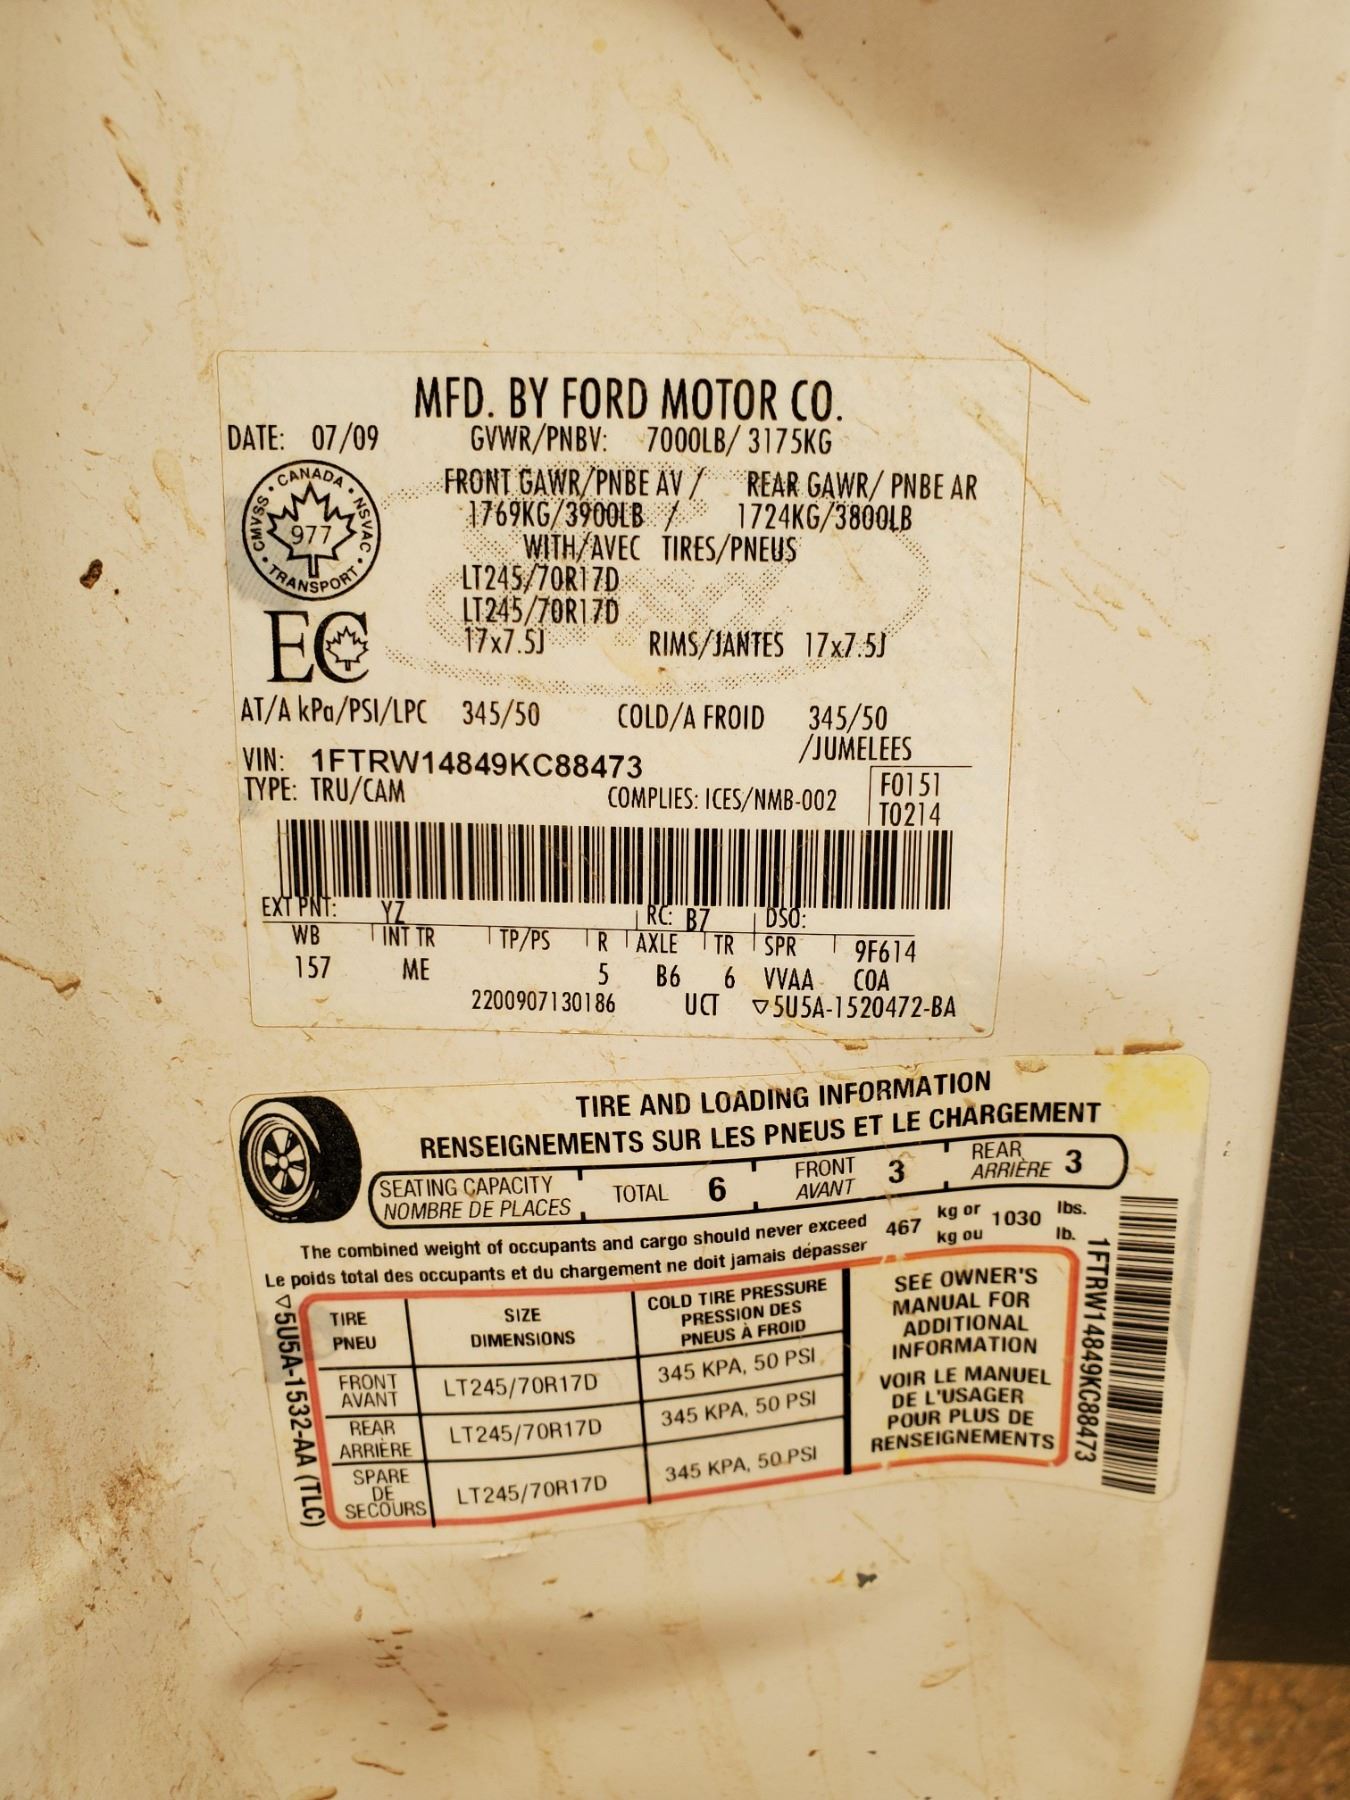 MFD. BY FORD MOTOR CO.
DATE: 07/09 GVWR/PNBV: 7000LB/ 3175KG
FRONT GAWR/PNBE AV / REAR GAWR/ PNBE AR
1769KG/3900LB / 1724KG/3800LB
WITH/AVEC TIRES/PNEUS
LT245/70R17D
LT245/70R17D
17x7.5J RIMS/JANTES 17x7.5J
CANADA • NSVAC • TRANSPORT • CMVSS •
977
EC
AT/A kPa/PSI/LPC 345/50 COLD/A FROID 345/50
/JUMELEES
VIN: 1FTRW14849KC88473
TYPE: TRU/CAM COMPLIES: ICES/NMB-002
F0151
T0214
EXT PNT: YZ RC: B7 DSO:
WB INT TR TP/PS R AXLE TR SPR 9F614
157 ME 5 B6 6 VVAA COA
2200907130186 UCT ▽5U5A-1520472-BA
TIRE AND LOADING INFORMATION
RENSEIGNEMENTS SUR LES PNEUS ET LE CHARGEMENT
SEATING CAPACITY
NOMBRE DE PLACES
TOTAL 6
FRONT
AVANT
3
REAR
ARRIÈRE
3
The combined weight of occupants and cargo should never exceed 467 kg or 1030 lbs.
Le poids total des occupants et du chargement ne doit jamais dépasser kg ou lb.
TIRE
PNEU
SIZE
DIMENSIONS
COLD TIRE PRESSURE
PRESSION DES
PNEUS À FROID
FRONT
AVANT
LT245/70R17D
345 KPA, 50 PSI
REAR
ARRIÈRE
LT245/70R17D
345 KPA, 50 PSI
SPARE
DE
SECOURS
LT245/70R17D
345 KPA, 50 PSI
SEE OWNER'S
MANUAL FOR
ADDITIONAL
INFORMATION
VOIR LE MANUEL
DE L'USAGER
POUR PLUS DE
RENSEIGNEMENTS
▽5U5A-1532-AA (TLC)
1FTRW14849KC88473